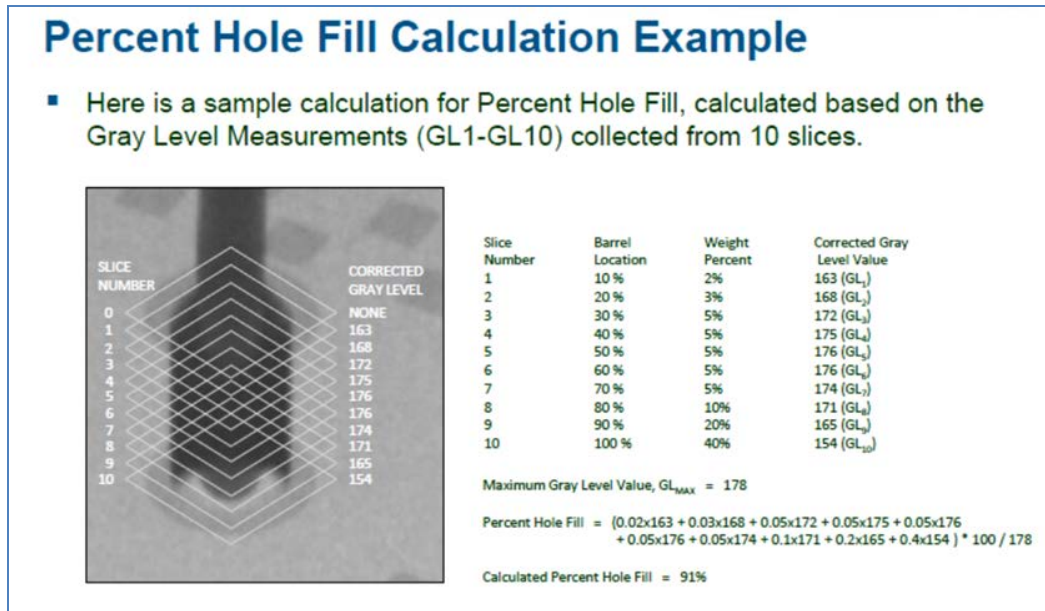 Percent Hole Fill Calculation Example
▪ Here is a sample calculation for Percent Hole Fill, calculated based on the
Gray Level Measurements (GL1-GL10) collected from 10 slices.
SLICE NUMBER CORRECTED GRAY LEVEL
0 NONE
1 163
2 168
3 172
4 175
5 176
6 176
7 174
8 171
9 165
10 154
Slice Barrel Weight Corrected Gray
Number Location Percent Level Value
1 10 % 2% 163 (GL1)
2 20 % 3% 168 (GL2)
3 30 % 5% 172 (GL3)
4 40 % 5% 175 (GL4)
5 50 % 5% 176 (GL5)
6 60 % 5% 176 (GL6)
7 70 % 5% 174 (GL7)
8 80 % 10% 171 (GL8)
9 90 % 20% 165 (GL9)
10 100 % 40% 154 (GL10)
Maximum Gray Level Value, GLMAX = 178
Percent Hole Fill = (0.02x163 + 0.03x168 + 0.05x172 + 0.05x175 + 0.05x176
+ 0.05x176 + 0.05x174 + 0.1x171 + 0.2x165 + 0.4x154 ) * 100 / 178
Calculated Percent Hole Fill = 91%